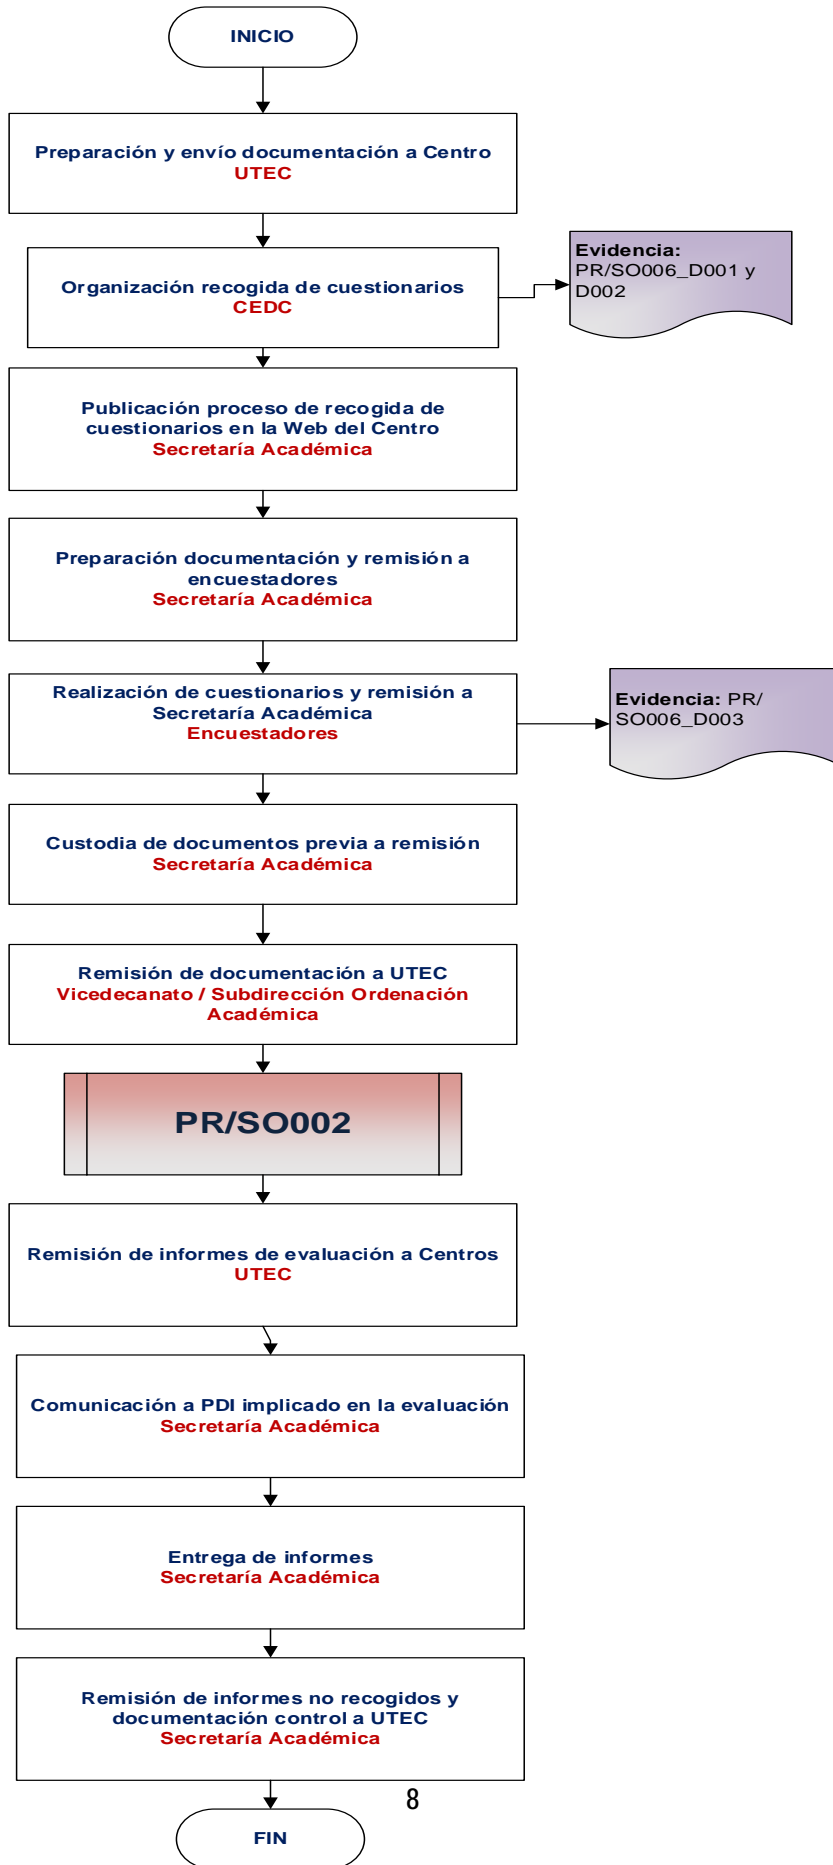 INICIO
Preparación y envío documentación a Centro
UTEC
Organización recogida de cuestionarios
CEDC
Evidencia:
PR/SO006_D001 y
D002
Publicación proceso de recogida de
cuestionarios en la Web del Centro
Secretaría Académica
Preparación documentación y remisión a
encuestadores
Secretaría Académica
Realización de cuestionarios y remisión a
Secretaría Académica
Encuestadores
Evidencia: PR/
SO006_D003
Custodia de documentos previa a remisión
Secretaría Académica
Remisión de documentación a UTEC
Vicedecanato / Subdirección Ordenación
Académica
PR/SO002
Remisión de informes de evaluación a Centros
UTEC
Comunicación a PDI implicado en la evaluación
Secretaría Académica
Entrega de informes
Secretaría Académica
Remisión de informes no recogidos y
documentación control a UTEC
Secretaría Académica
8
FIN